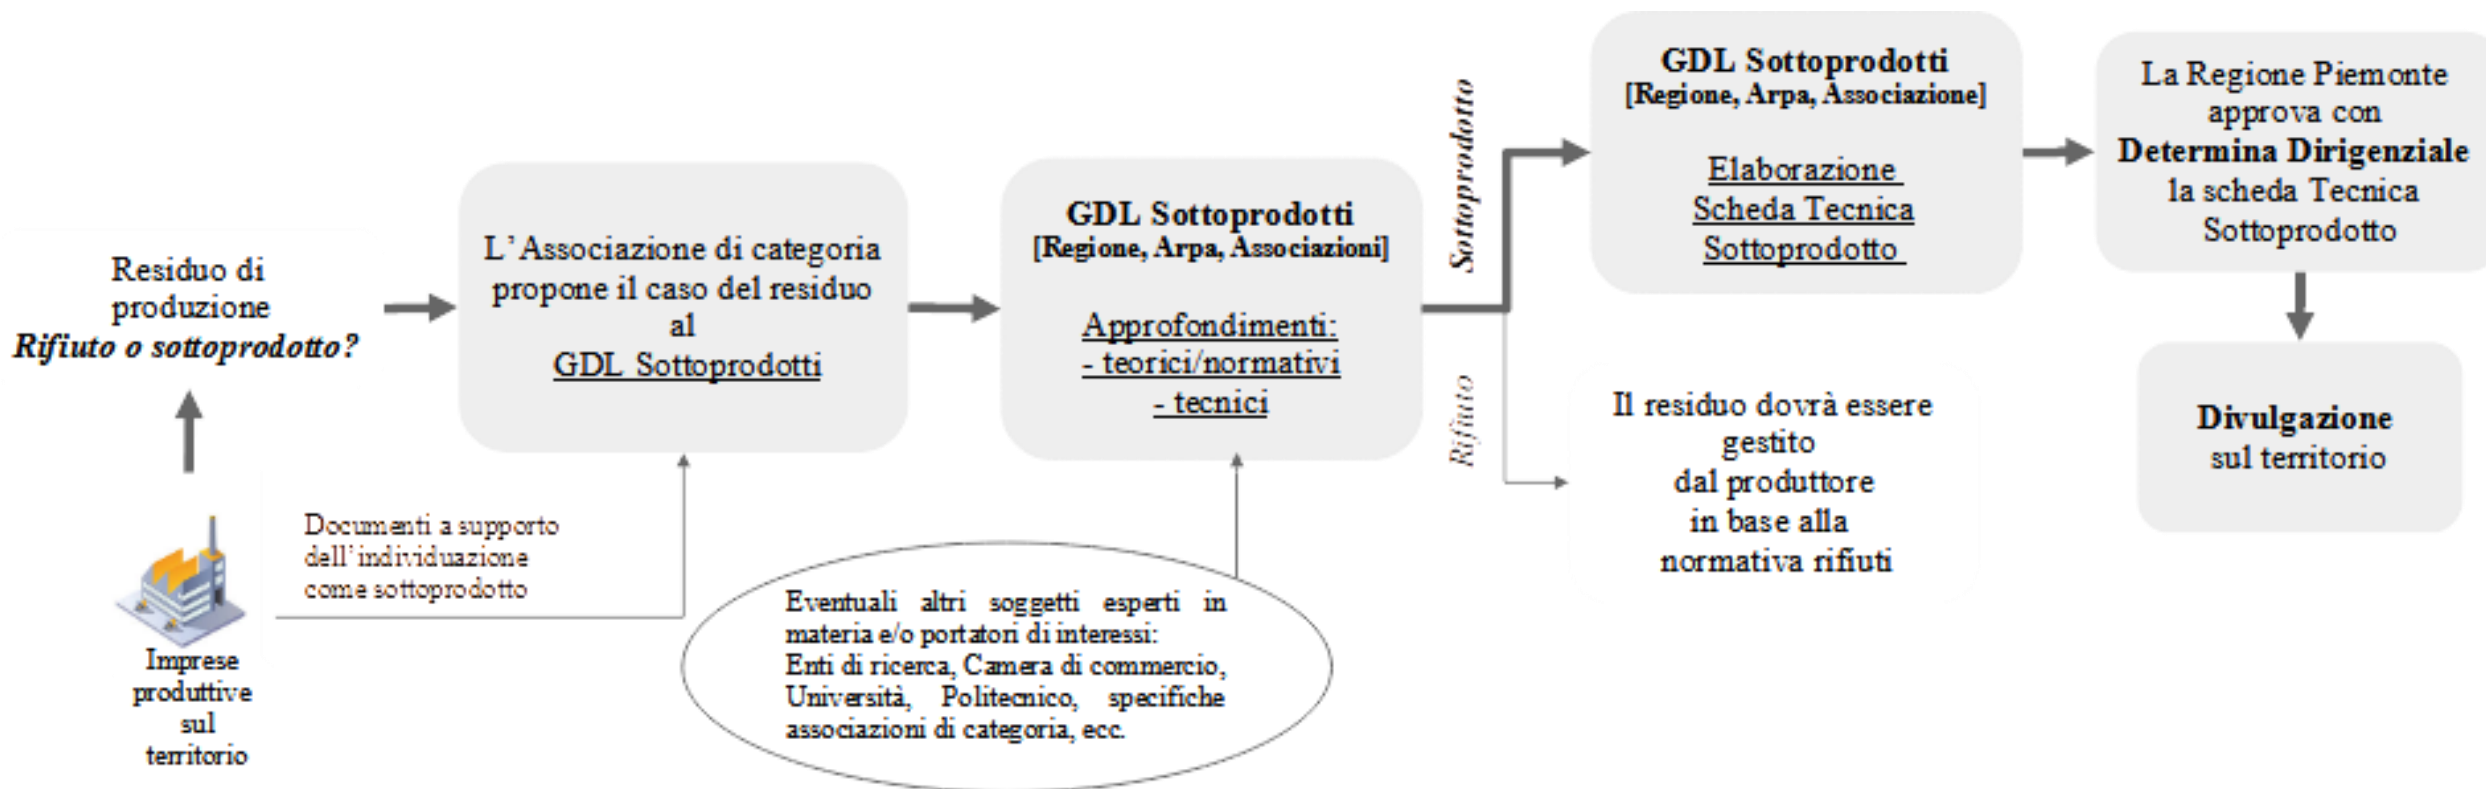 Residuo di
produzione
Rifiuto o sottoprodotto?
Imprese
produttive
sul
territorio
Documenti a supporto
dell'individuazione
come sottoprodotto
L'Associazione di categoria
propone il caso del residuo
al
GDL Sottoprodotti
GDL Sottoprodotti
[Regione, Arpa, Associazioni]
Approfondimenti:
- teorici/normativi
- tecnici
Eventuali altri soggetti esperti in
materia e/o portatori di interessi:
Enti di ricerca, Camera di commercio,
Università, Politecnico, specifiche
associazioni di categoria, ecc.
Sottoprodotto
Rifiuto
GDL Sottoprodotti
[Regione, Arpa, Associazione]
Elaborazione
Scheda Tecnica
Sottoprodotto
Il residuo dovrà essere
gestito
dal produttore
in base alla
normativa rifiuti
La Regione Piemonte
approva con
Determina Dirigenziale
la scheda Tecnica
Sottoprodotto
Divulgazione
sul territorio